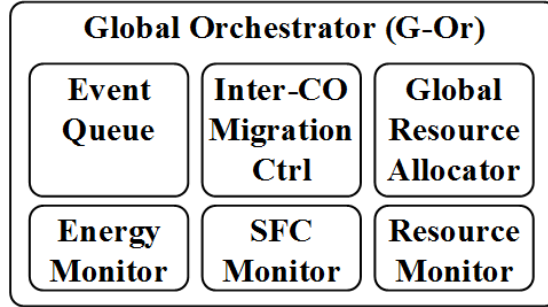 Global Orchestrator (G-Or)
Event
Queue
Inter-CO
Migration
Ctrl
Global
Resource
Allocator
Energy
Monitor
SFC
Monitor
Resource
Monitor